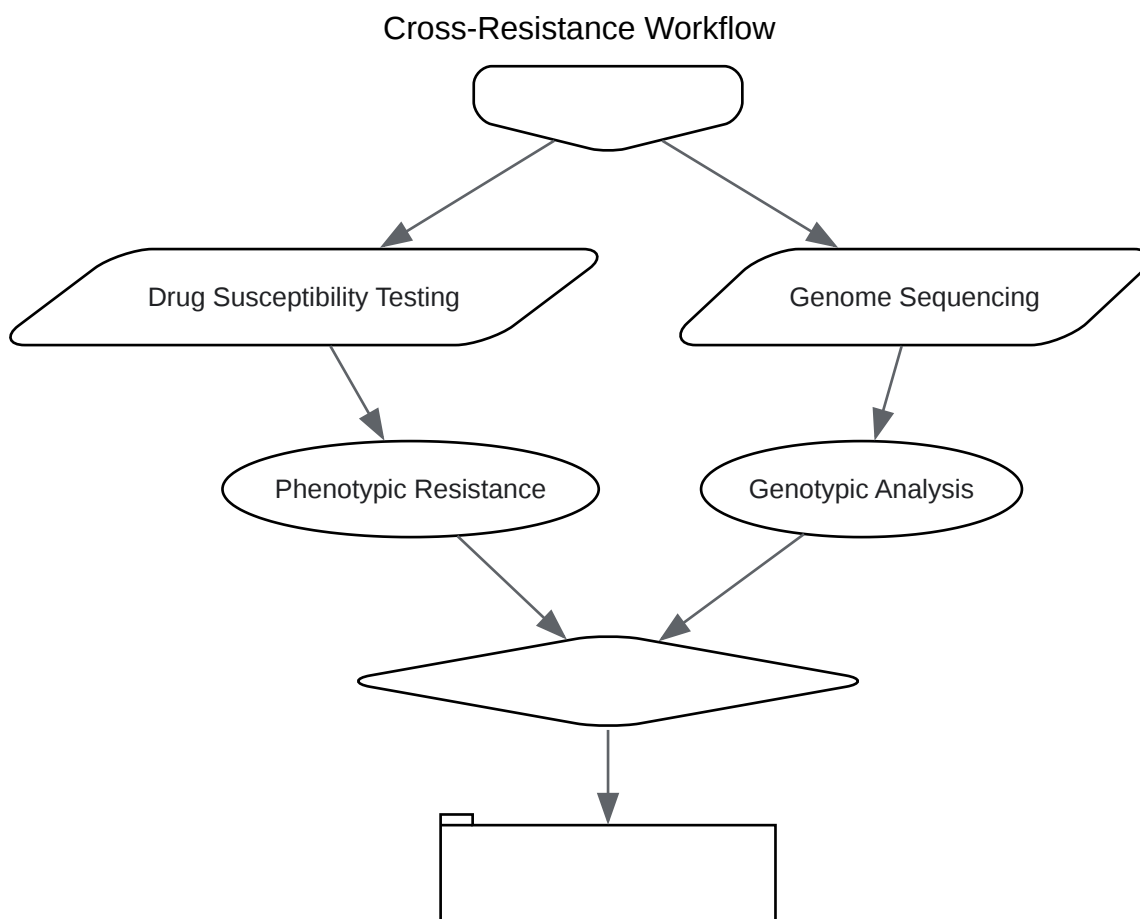 Cross-Resistance Workflow
Drug Susceptibility Testing
Genome Sequencing
Phenotypic Resistance
Genotypic Analysis